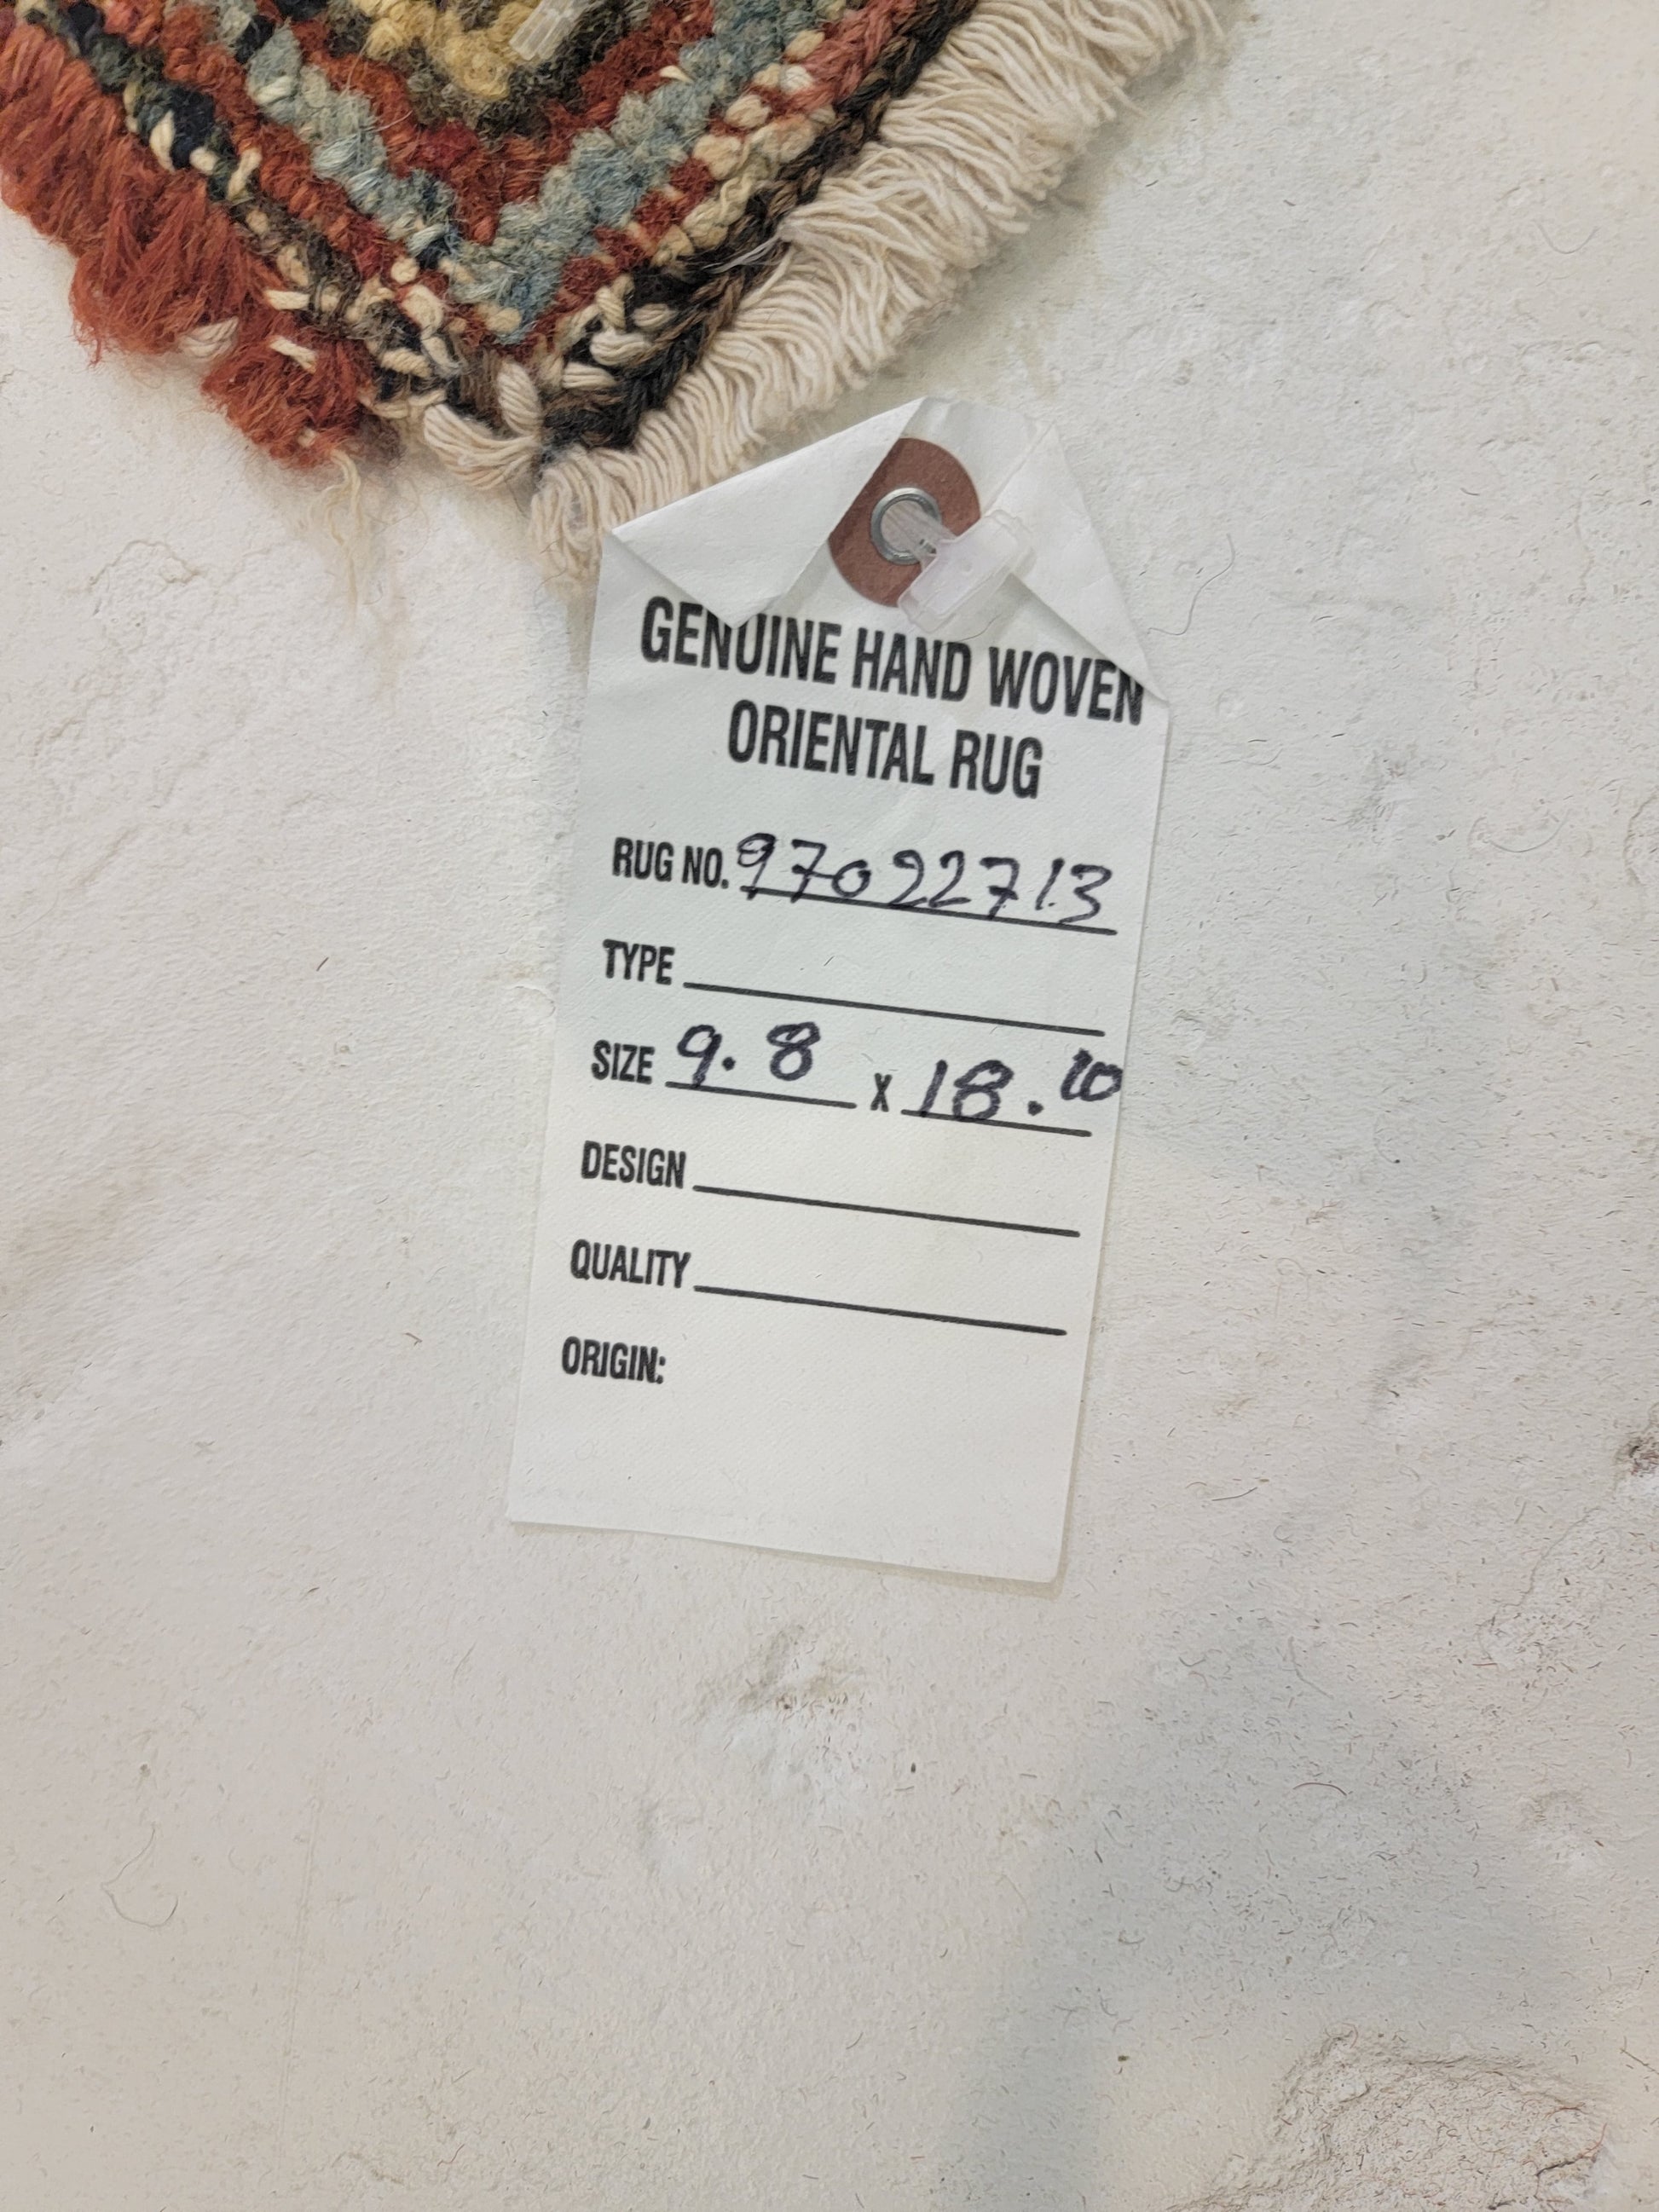 GENUINE HAND WOVEN
ORIENTAL RUG
RUG NO. 97022713
TYPE
SIZE 9.8 X 18.10
DESIGN
QUALITY
ORIGIN: